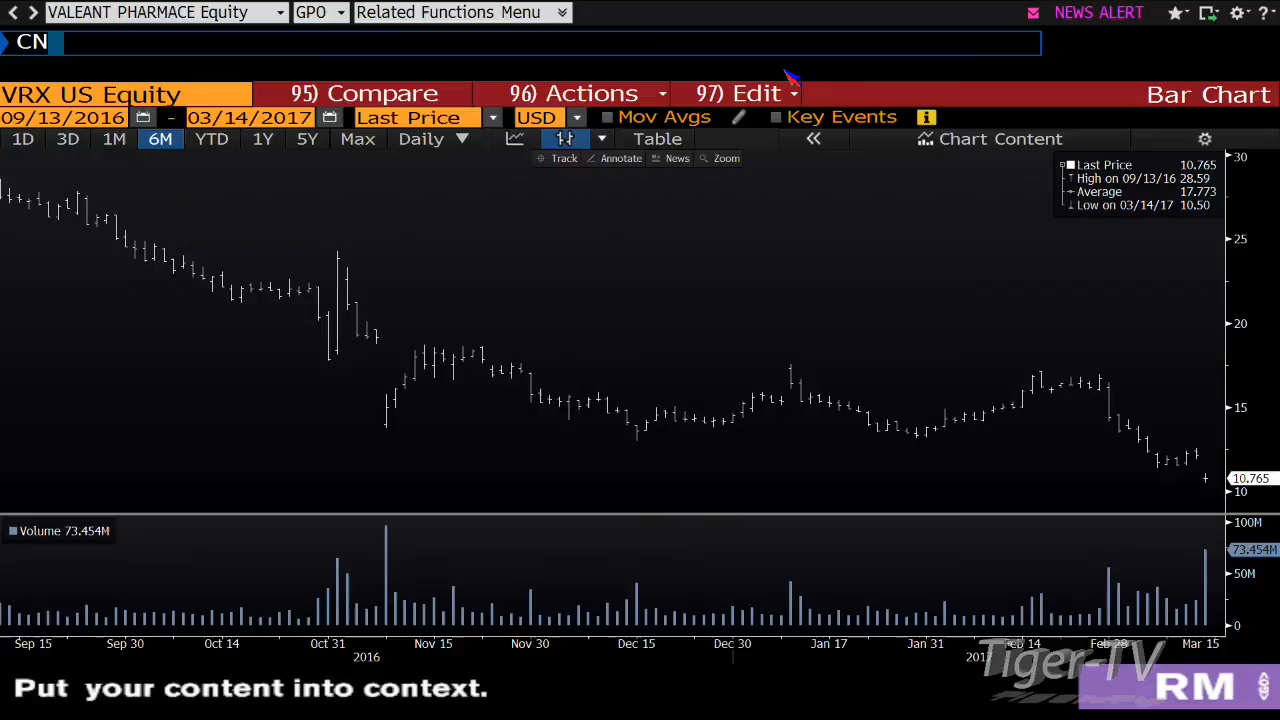 VALEANT PHARMACE Equity GPO Related Functions Menu NEWS ALERT ?
CN
VRX US Equity 95) Compare 96) Actions 97) Edit Bar Chart
09/13/2016 - 03/14/2017 Last Price USD Mov Avgs Key Events
1D 3D 1M 6M YTD 1Y 5Y Max Daily Table « Chart Content
Track Annotate News Zoom
Last Price 10.765
High on 09/13/16 28.59
Average 17.773
Low on 03/14/17 10.50
30
25
20
15
10.765
10
Volume 73.454M
100M
73.454M
50M
0
Sep 15 Sep 30 Oct 14 Oct 31 Nov 15 Nov 30 Dec 15 Dec 30 Jan 17 Jan 31 Feb 14 Feb 28 Mar 15
2016 2017
Tiger-TV
Put your content into context.
RM <GO>